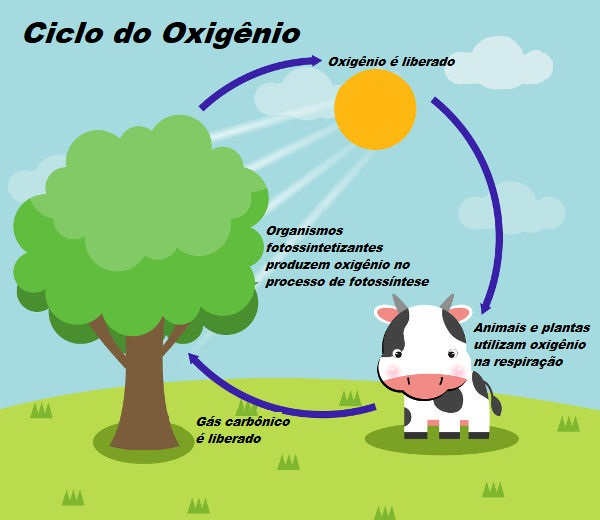 Ciclo do Oxigênio
Oxigênio é liberado
Organismos
fotossintetizantes
produzem oxigênio no
processo de fotossíntese
Animais e plantas
utilizam oxigênio
na respiração
Gás carbônico
é liberado